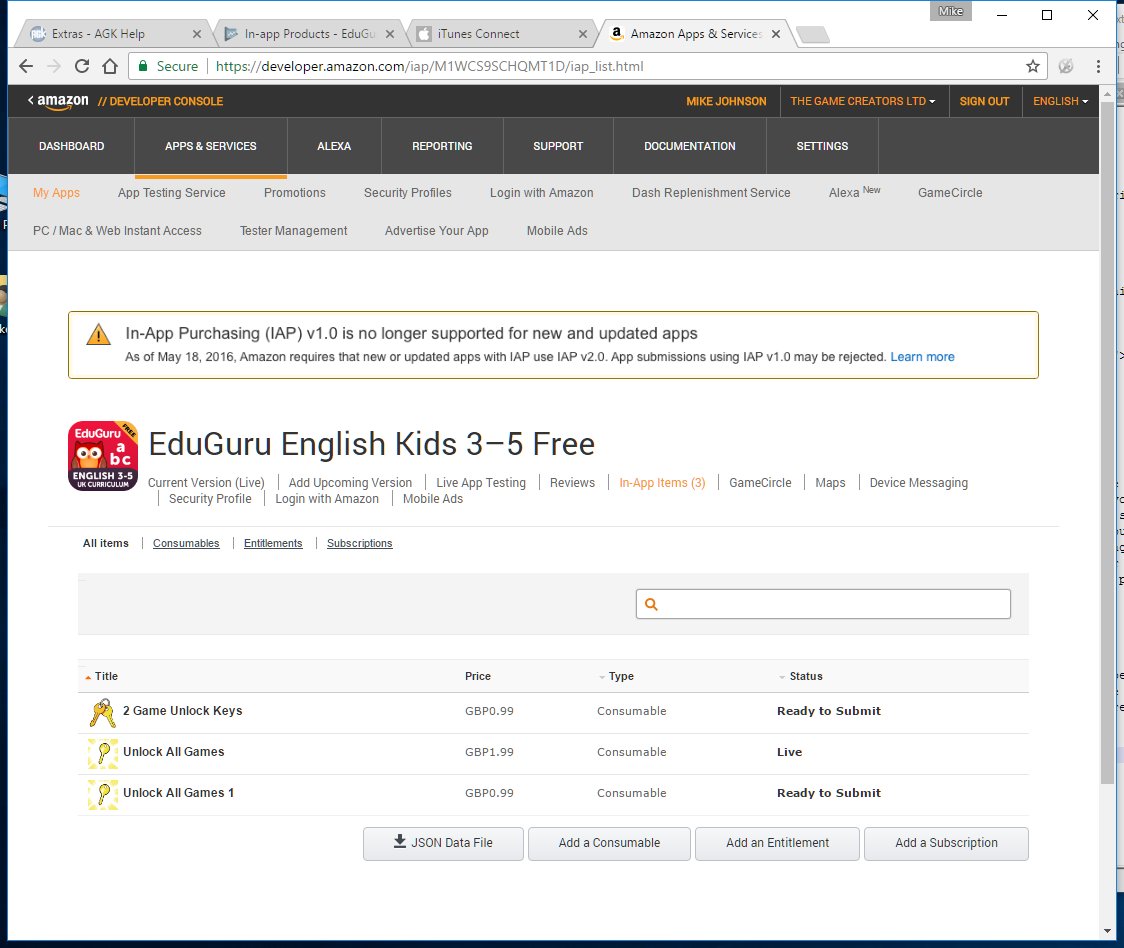 Mike
Extras - AGK Help
In-app Products - EduGu
iTunes Connect
Amazon Apps & Services
Secure
https://developer.amazon.com/iap/M1WCS9SCHQMT1D/iap_list.html
< amazon // DEVELOPER CONSOLE
MIKE JOHNSON
THE GAME CREATORS LTD
SIGN OUT
ENGLISH
DASHBOARD
APPS & SERVICES
ALEXA
REPORTING
SUPPORT
DOCUMENTATION
SETTINGS
My Apps
App Testing Service
Promotions
Security Profiles
Login with Amazon
Dash Replenishment Service
Alexa New
GameCircle
PC / Mac & Web Instant Access
Tester Management
Advertise Your App
Mobile Ads
In-App Purchasing (IAP) v1.0 is no longer supported for new and updated apps
As of May 18, 2016, Amazon requires that new or updated apps with IAP use IAP v2.0. App submissions using IAP v1.0 may be rejected. Learn more
FREE
EduGuru
a
bc
ENGLISH 3-5
UK CURRICULUM
EduGuru English Kids 3–5 Free
Current Version (Live)
Add Upcoming Version
Live App Testing
Reviews
In-App Items (3)
GameCircle
Maps
Device Messaging
Security Profile
Login with Amazon
Mobile Ads
All items
Consumables
Entitlements
Subscriptions
Title Price Type Status
2 Game Unlock Keys GBP0.99 Consumable Ready to Submit
Unlock All Games GBP1.99 Consumable Live
Unlock All Games 1 GBP0.99 Consumable Ready to Submit
JSON Data File
Add a Consumable
Add an Entitlement
Add a Subscription